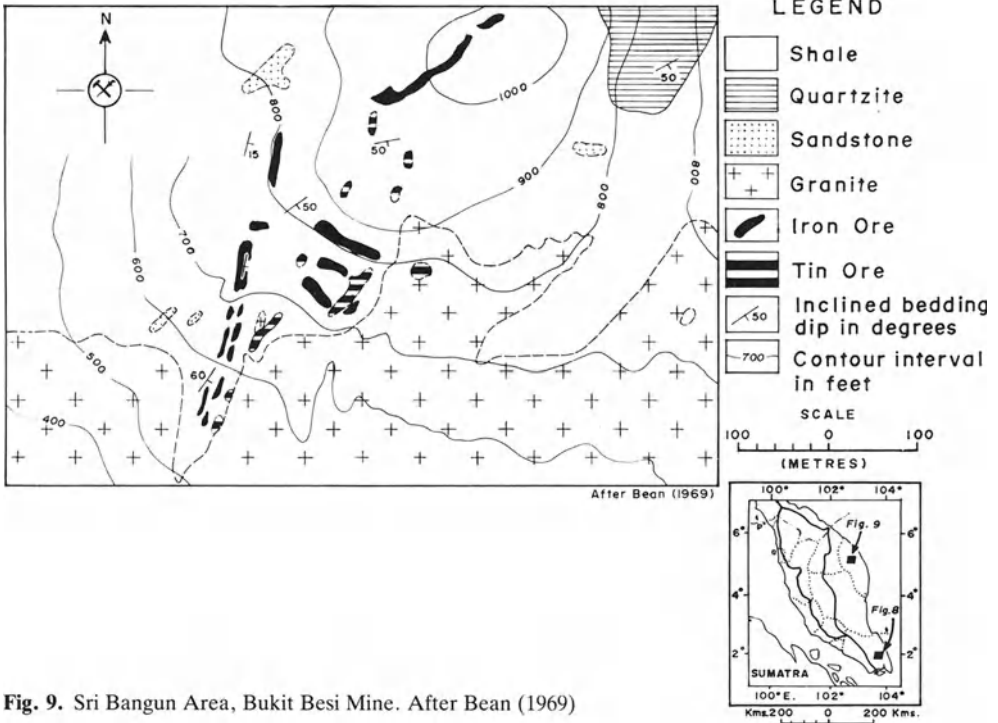 N
800
1000
50
15
50
50
900
800
800
700
600
500
60
400
After Bean (1969)
LEGEND
Shale
Quartzite
Sandstone
Granite
Iron Ore
Tin Ore
50 Inclined bedding
dip in degrees
700 Contour interval
in feet
SCALE
100 0 100
(METRES)
100° 102° 104°
Fig. 9
6° 6°
4° 4°
Fig. 8
2° 2°
SUMATRA
100°E. 102° 104°
Kms.200 0 200 Kms.
Fig. 9. Sri Bangun Area, Bukit Besi Mine. After Bean (1969)